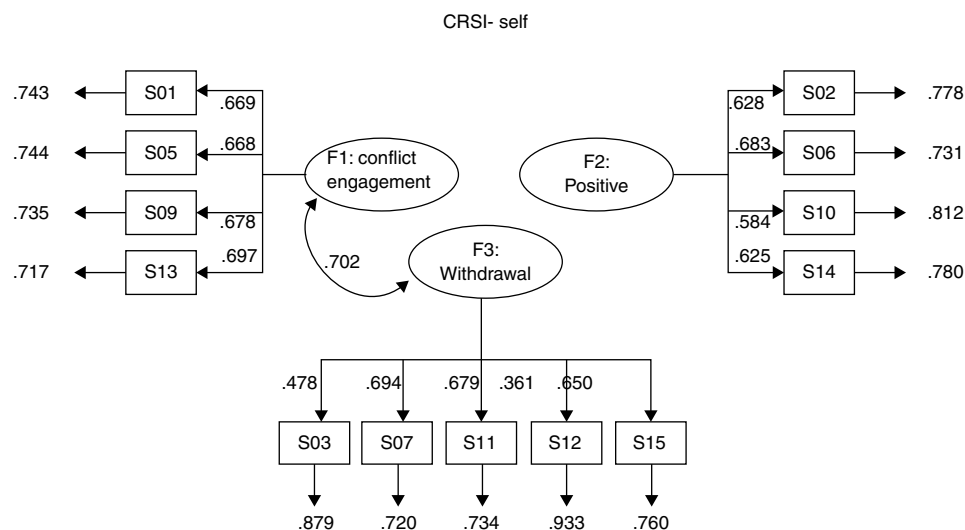 CRSI- self
.743 S01 .669
.744 S05 .668
.735 S09 .678
.717 S13 .697
F1: conflict
engagement
.702
F2:
Positive
F3:
Withdrawal
.628 S02 .778
.683 S06 .731
.584 S10 .812
.625 S14 .780
.478 .694 .679 .361 .650
S03 S07 S11 S12 S15
.879 .720 .734 .933 .760